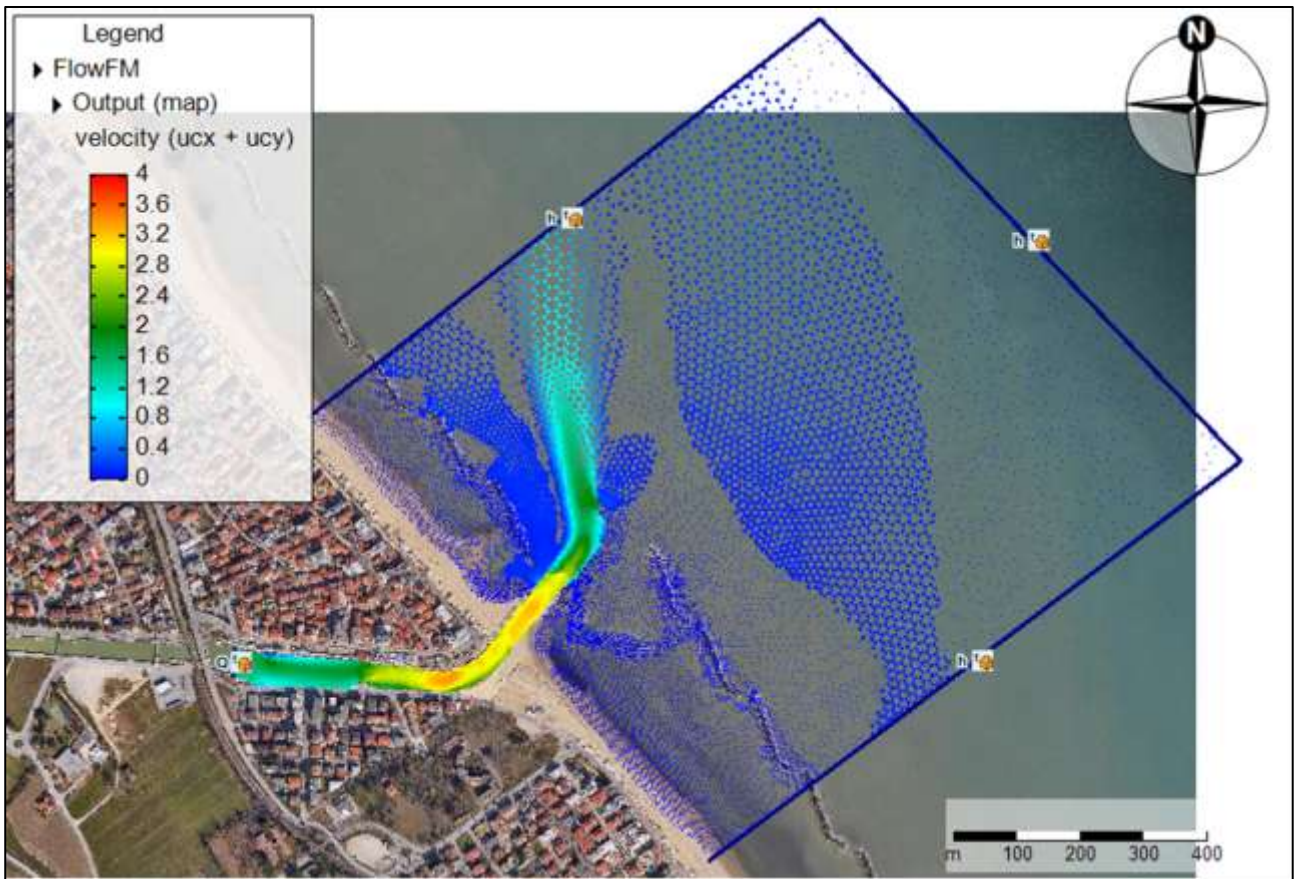 Legend
FlowFM
Output (map)
velocity (ucx + ucy)
4
3.6
3.2
2.8
2.4
2
1.6
1.2
0.8
0.4
0
N
h
h
h
Q
m 100 200 300 400